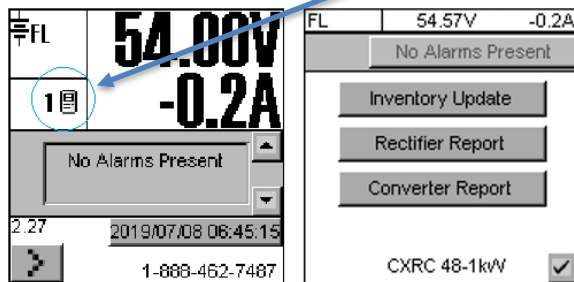 FL
54.00V
1
-0.2A
No Alarms Present
2.27
2019/07/08 06:45:15
>
1-888-462-7487
FL 54.57V -0.2A
No Alarms Present
Inventory Update
Rectifier Report
Converter Report
CXRC 48-1kW